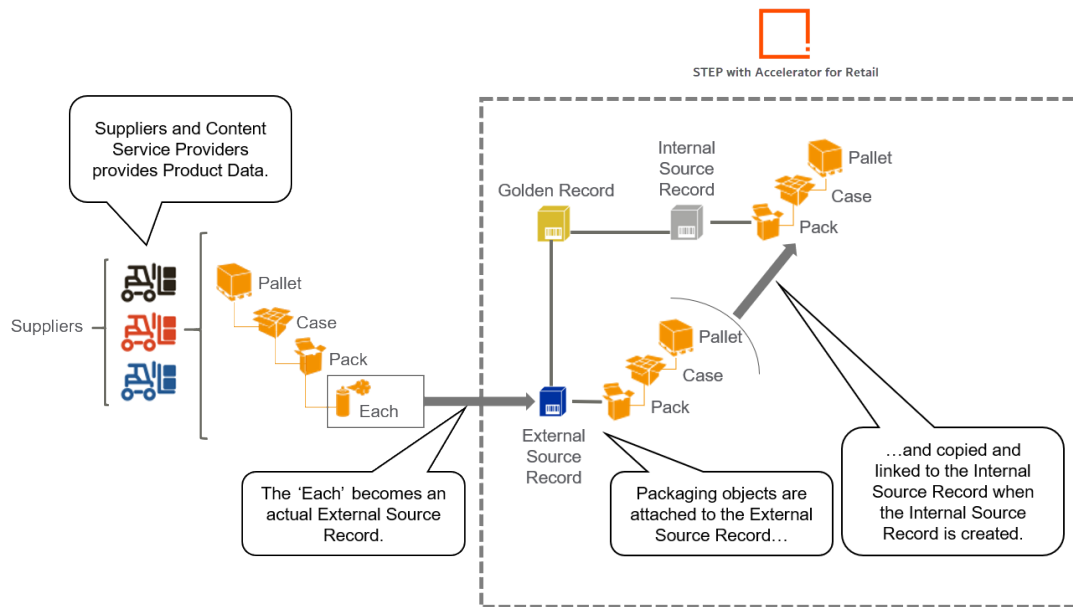 STEP with Accelerator for Retail
Suppliers and Content
Service Providers
provides Product Data.
Suppliers
Pallet
Case
Pack
Each
The ‘Each’ becomes an
actual External Source
Record.
Golden Record
Internal
Source
Record
Pallet
Case
Pack
Pallet
Case
Pack
External
Source
Record
Packaging objects are
attached to the External
Source Record…
…and copied and
linked to the Internal
Source Record when
the Internal Source
Record is created.